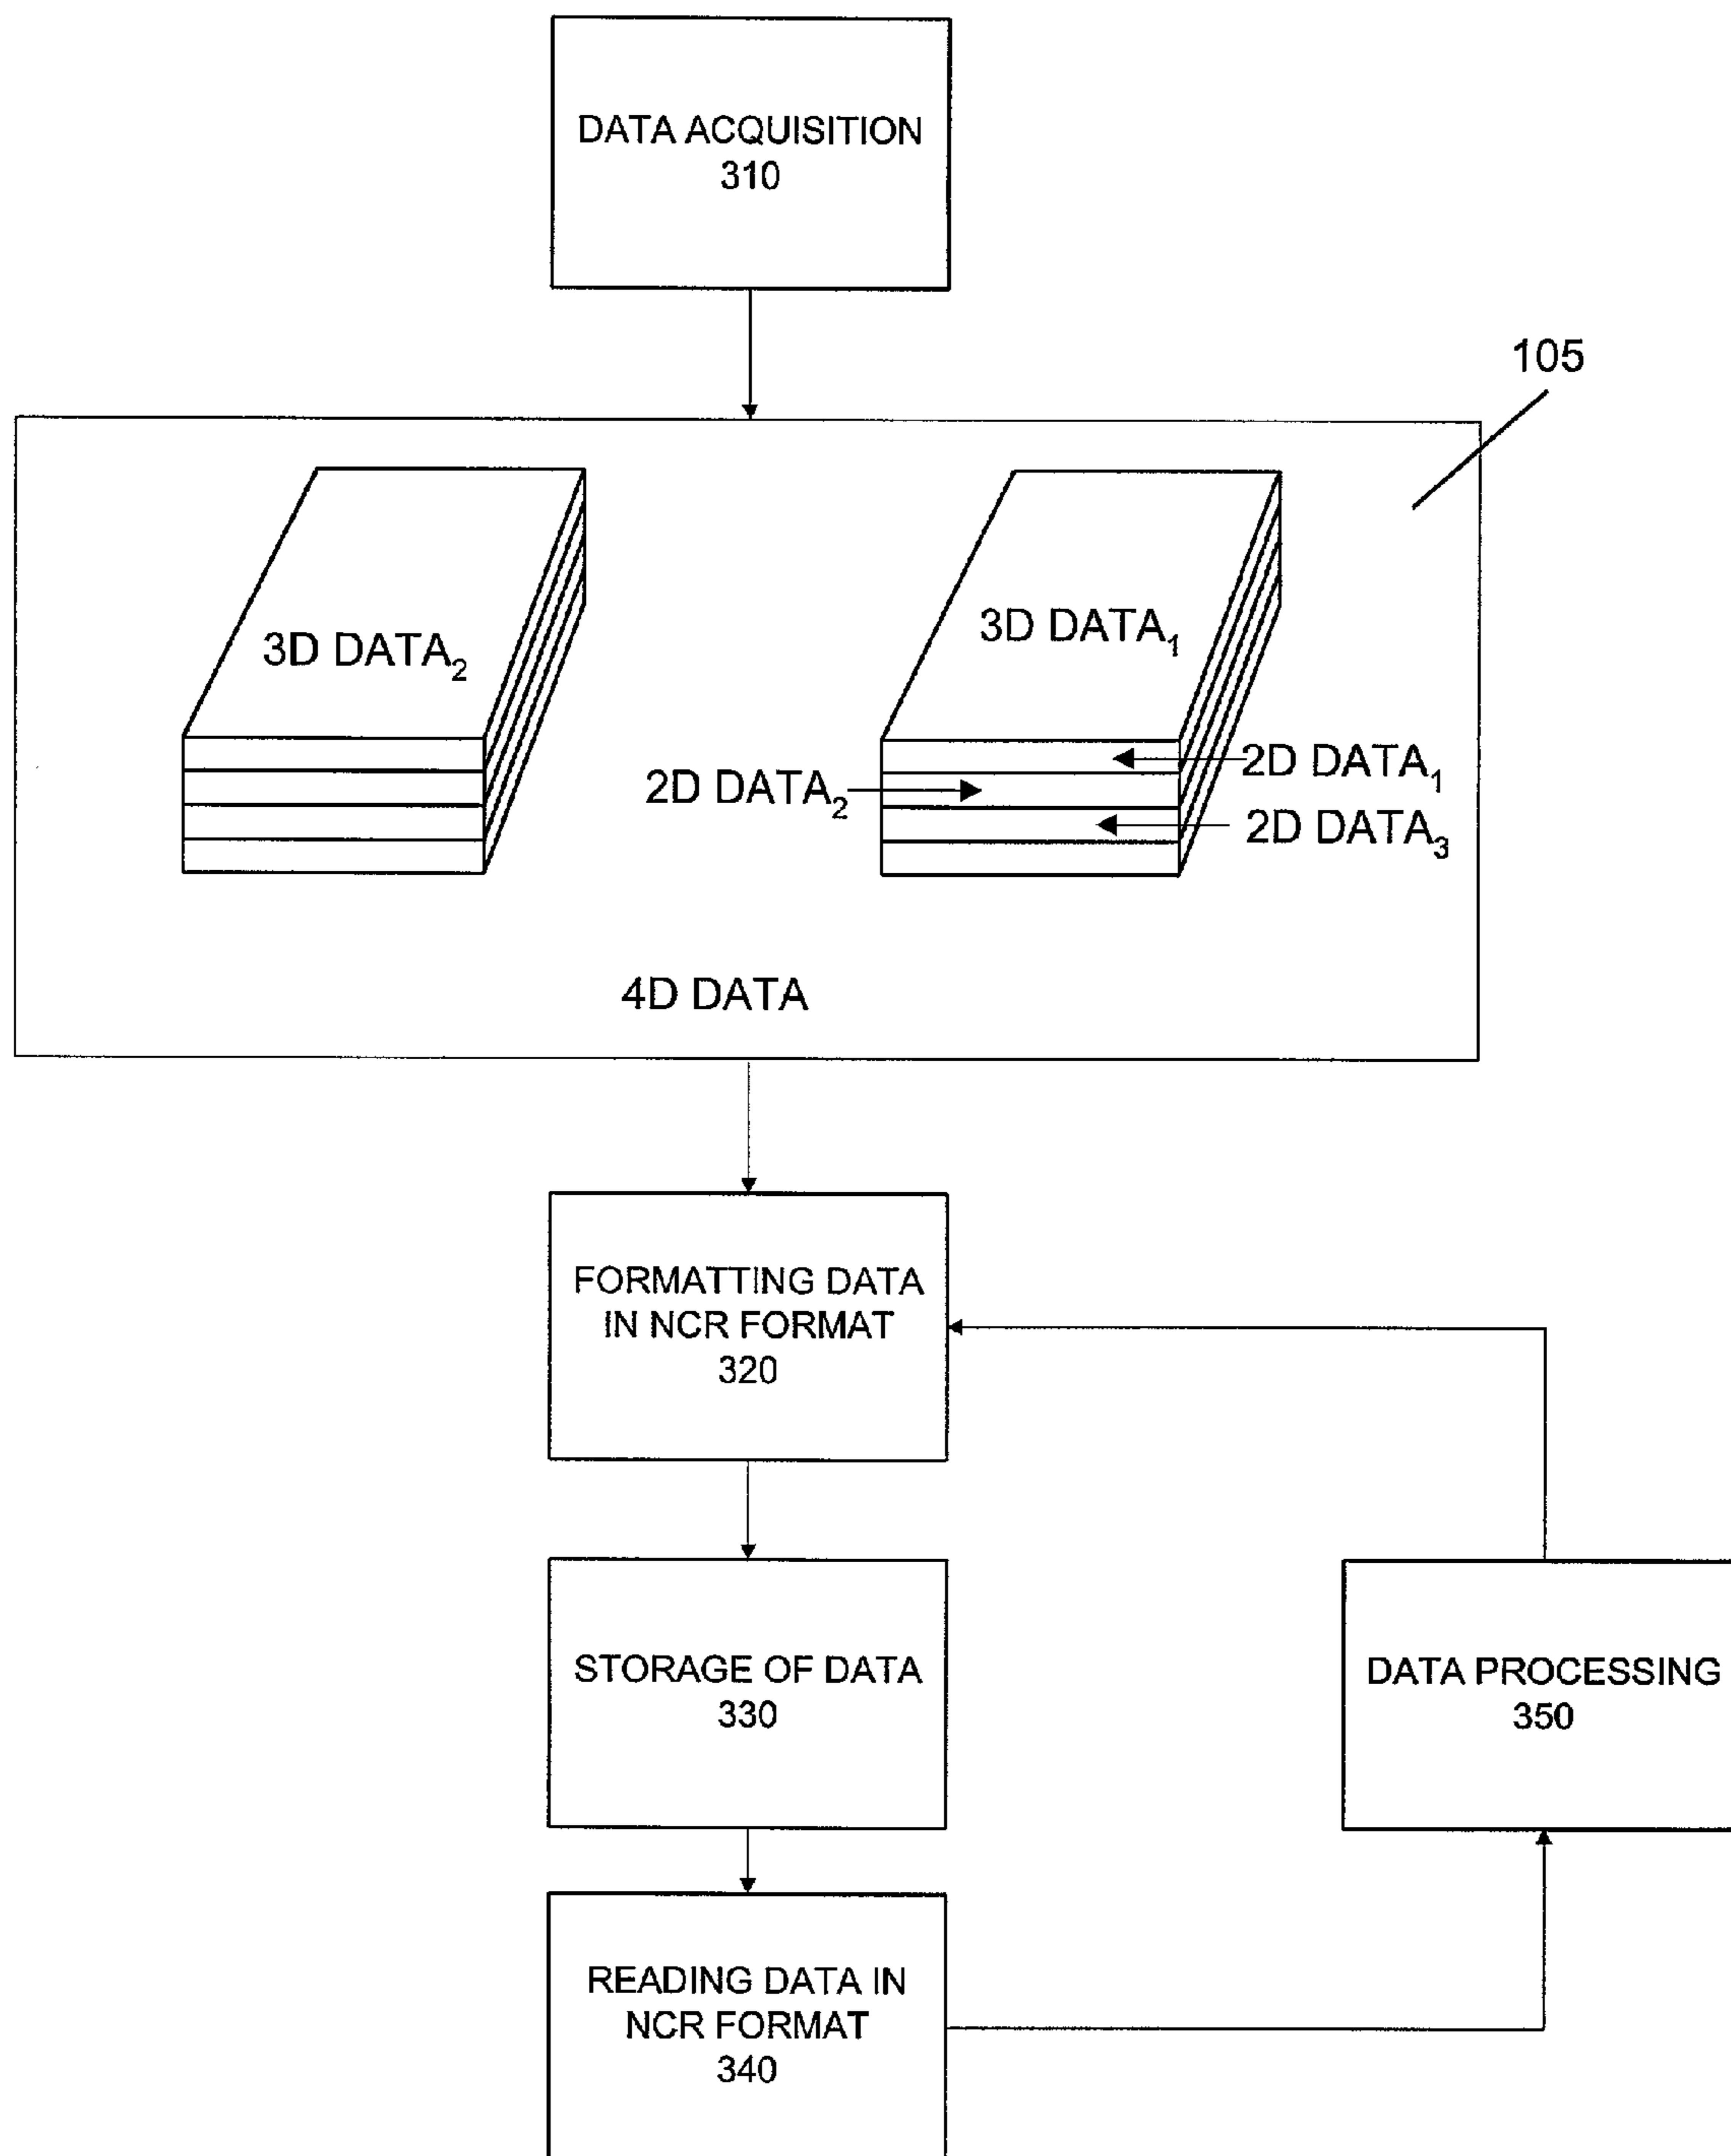 DATA ACQUISITION
310
105
3D DATA₂
3D DATA₁
2D DATA₁
2D DATA₂
2D DATA₃
4D DATA
FORMATTING DATA
IN NCR FORMAT
320
STORAGE OF DATA
330
DATA PROCESSING
350
READING DATA IN
NCR FORMAT
340